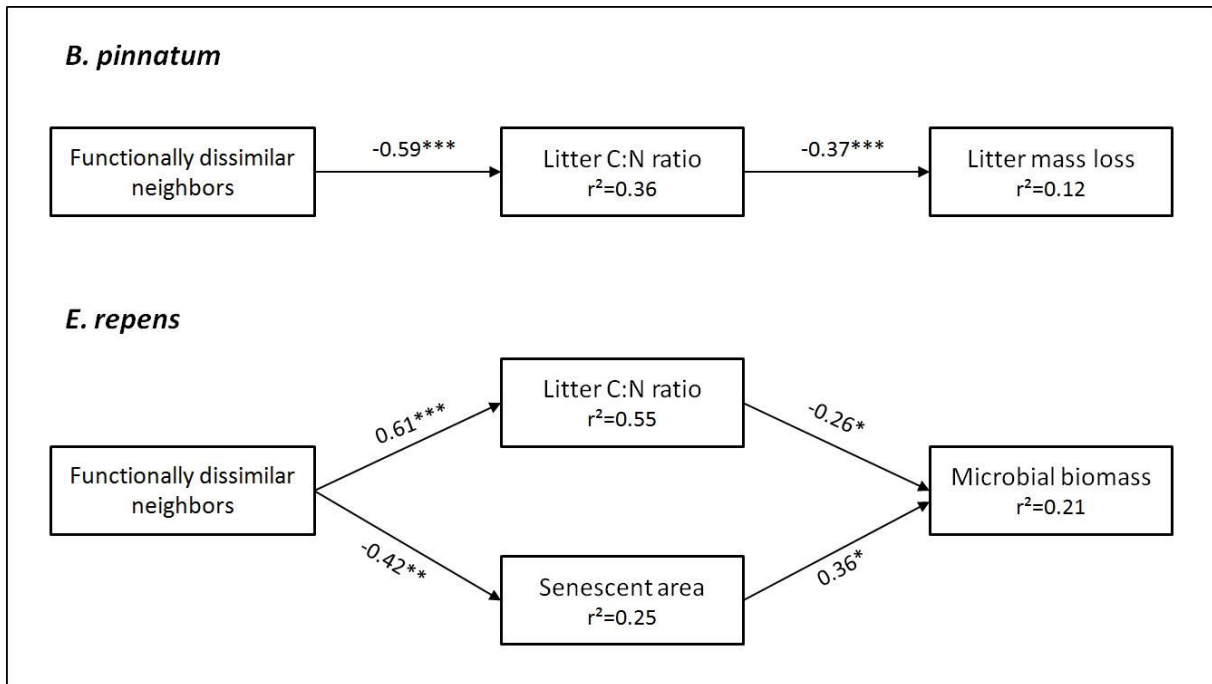 B. pinnatum
Functionally dissimilar
neighbors
-0.59***
Litter C:N ratio
r²=0.36
-0.37***
Litter mass loss
r²=0.12
E. repens
Functionally dissimilar
neighbors
0.61***
-0.42**
Litter C:N ratio
r²=0.55
Senescent area
r²=0.25
-0.26*
0.36*
Microbial biomass
r²=0.21